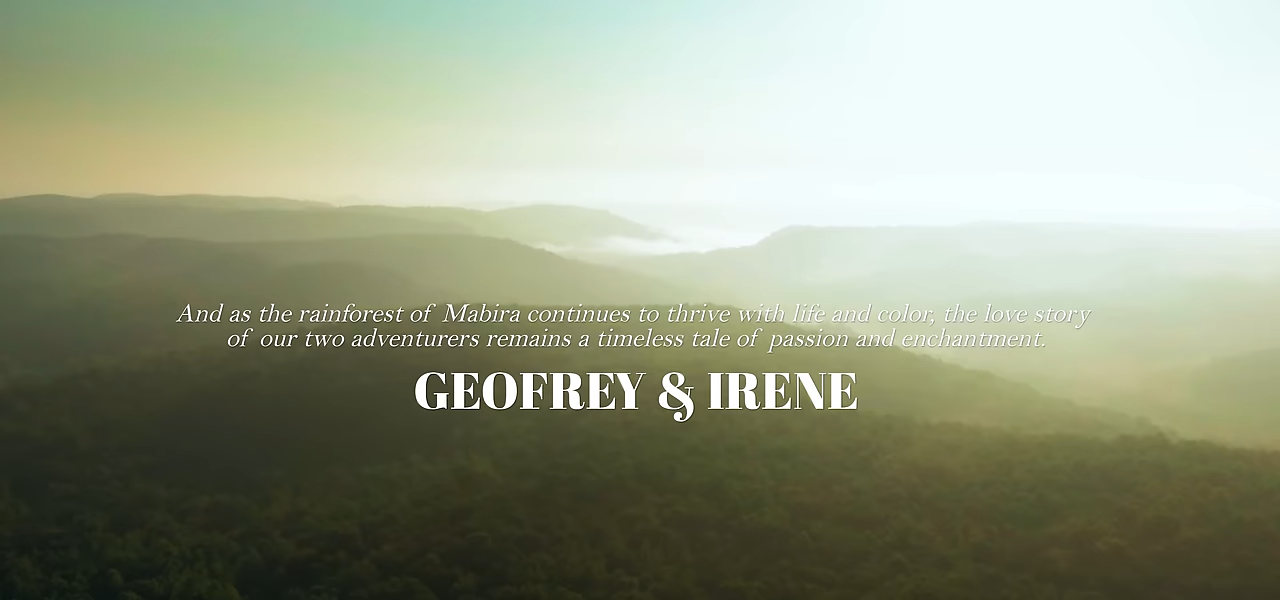 And as the rainforest of Mabira continues to thrive with life and color, the love story
of our two adventurers remains a timeless tale of passion and enchantment.
GEOFREY & IRENE